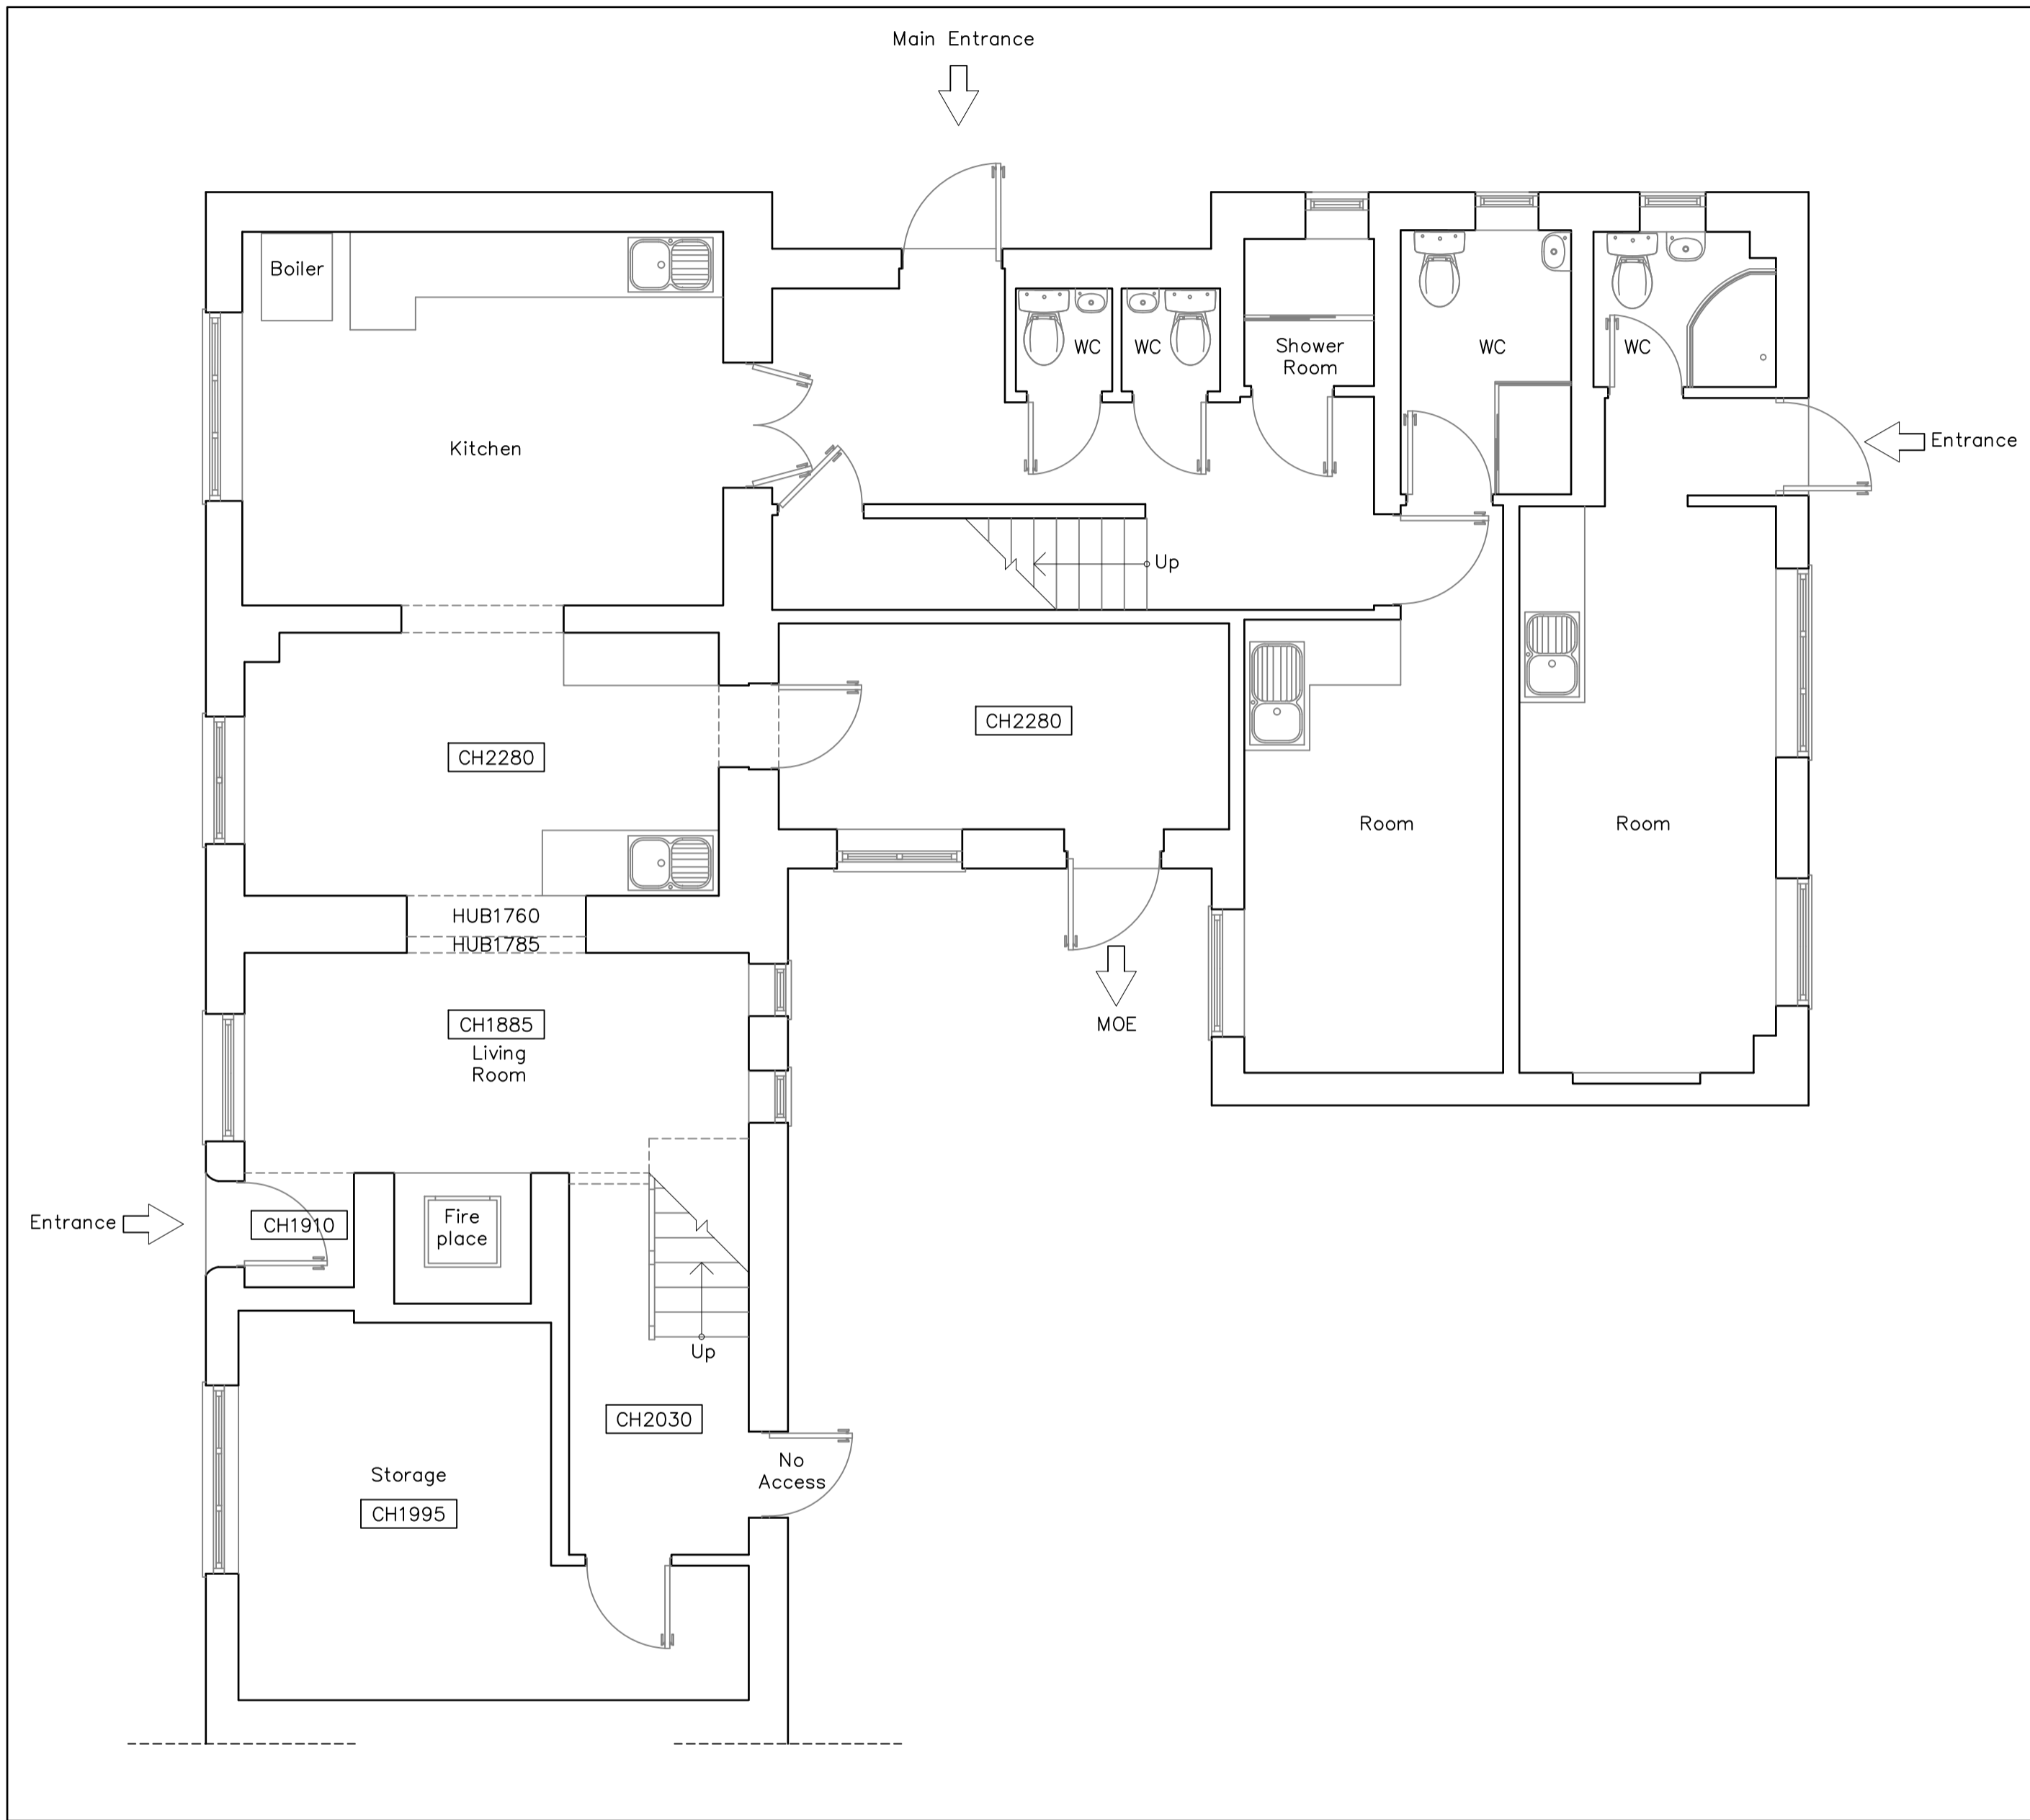 Main Entrance
Boiler
WC
WC
Shower
Room
WC
WC
Kitchen
Entrance
Up
CH2280
CH2280
Room
Room
HUB1760
HUB1785
CH1885
Living
Room
MOE
Entrance
CH1910
Fire
place
Up
CH2030
No
Access
Storage
CH1995